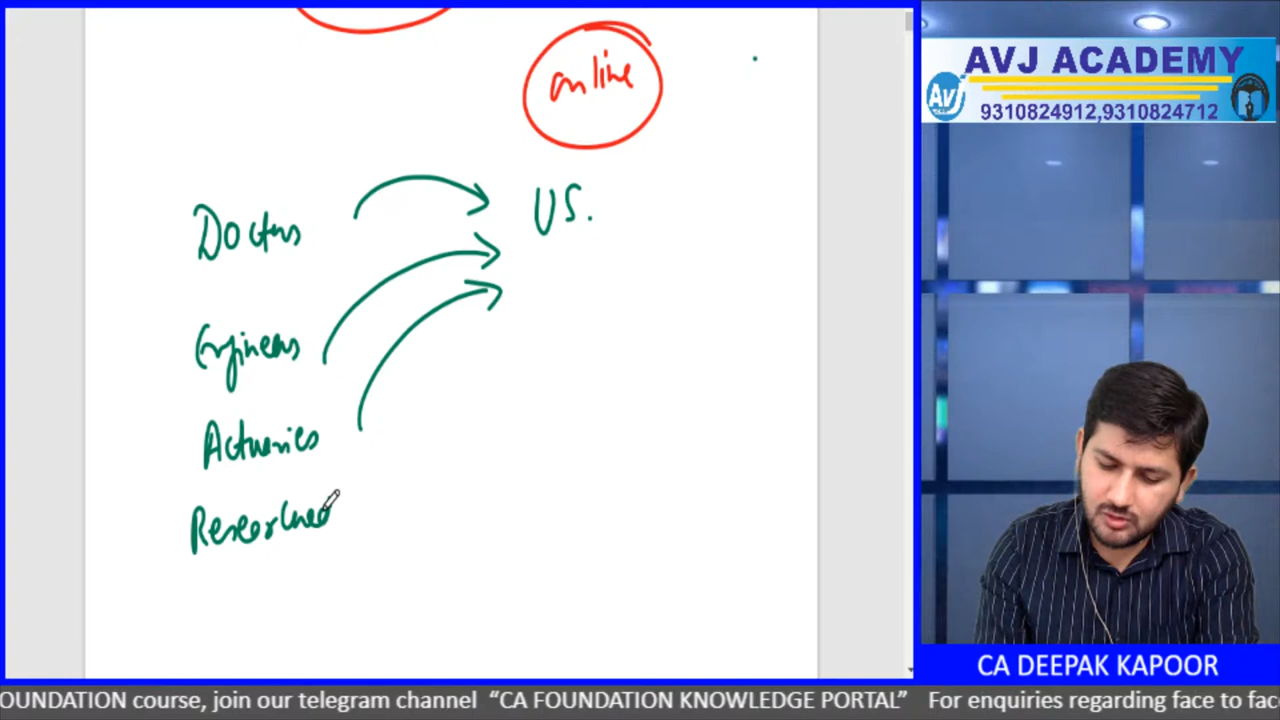 online
AVJ ACADEMY
AV
9310824912,9310824712
US.
Doctors
Engineers
Actuaries
CA DEEPAK KAPOOR
OUNDATION course, join our telegram channel "CA FOUNDATION KNOWLEDGE PORTAL" For enquiries regarding face to fac